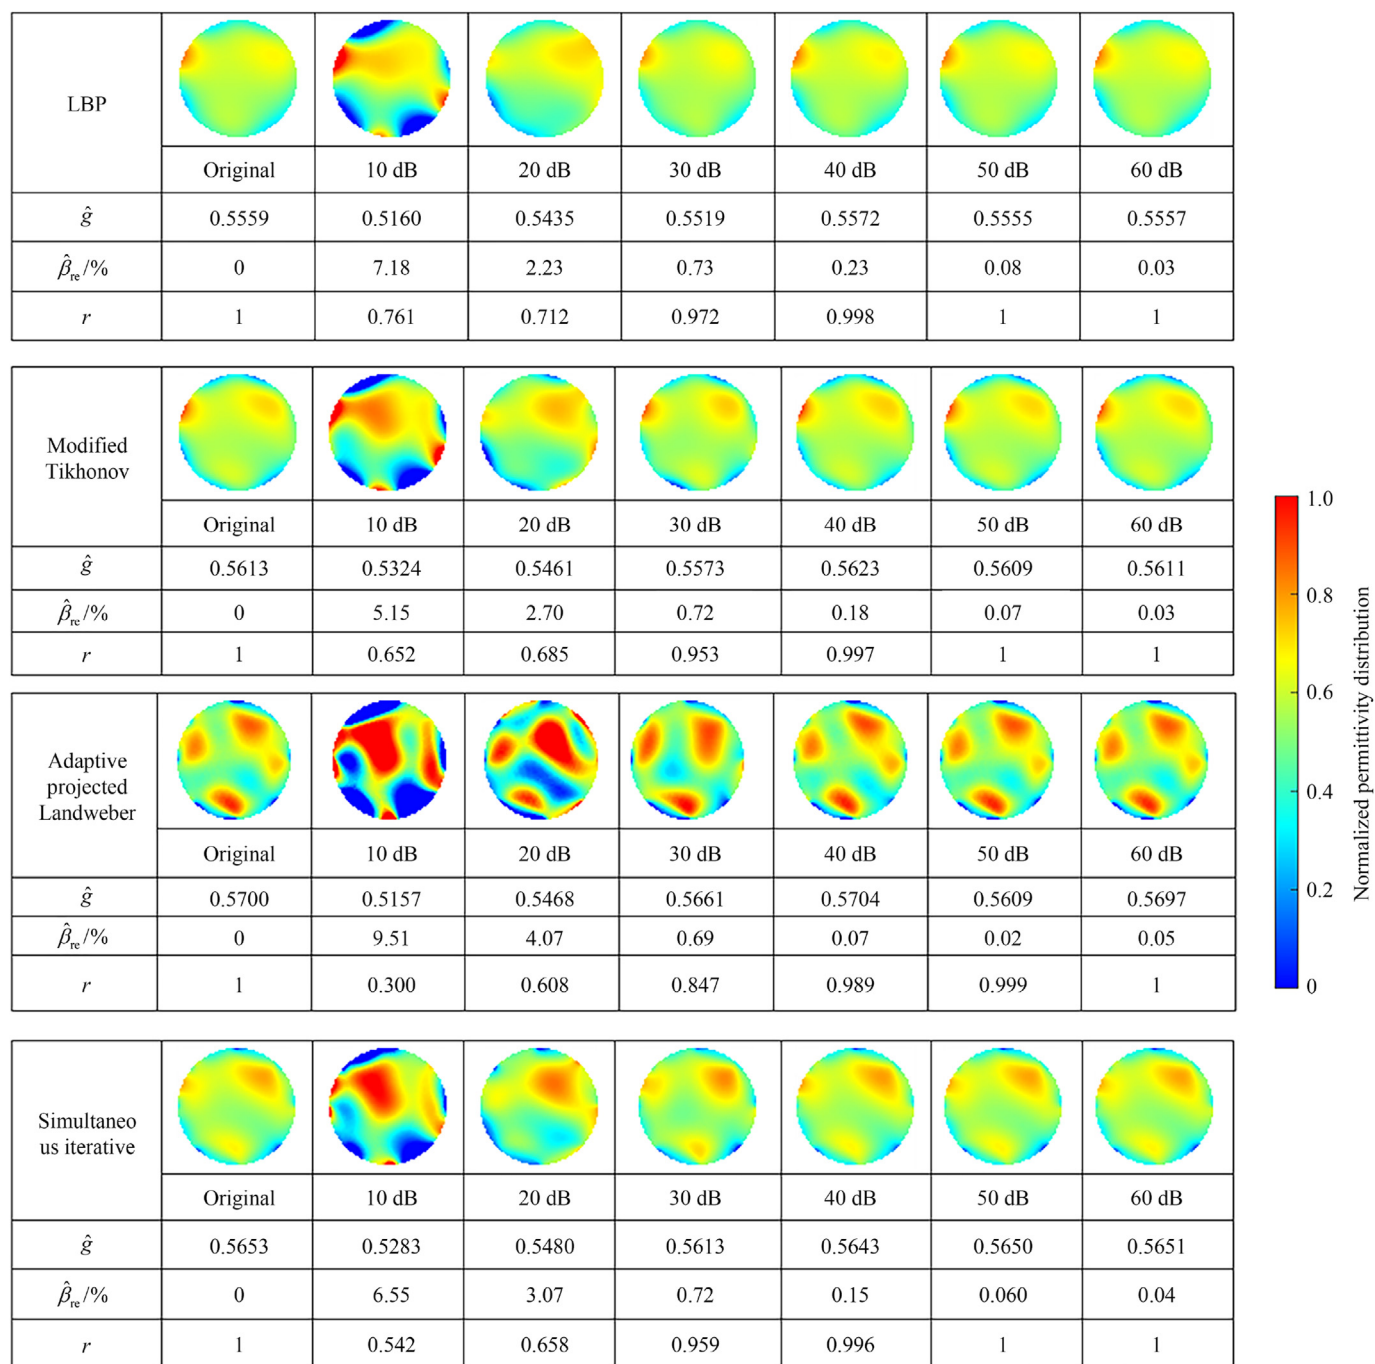 LBP
Original 10 dB 20 dB 30 dB 40 dB 50 dB 60 dB
ĝ 0.5559 0.5160 0.5435 0.5519 0.5572 0.5555 0.5557
β̂re/% 0 7.18 2.23 0.73 0.23 0.08 0.03
r 1 0.761 0.712 0.972 0.998 1 1
Modified
Tikhonov
Original 10 dB 20 dB 30 dB 40 dB 50 dB 60 dB
ĝ 0.5613 0.5324 0.5461 0.5573 0.5623 0.5609 0.5611
β̂re/% 0 5.15 2.70 0.72 0.18 0.07 0.03
r 1 0.652 0.685 0.953 0.997 1 1
Adaptive
projected
Landweber
Original 10 dB 20 dB 30 dB 40 dB 50 dB 60 dB
ĝ 0.5700 0.5157 0.5468 0.5661 0.5704 0.5609 0.5697
β̂re/% 0 9.51 4.07 0.69 0.07 0.02 0.05
r 1 0.300 0.608 0.847 0.989 0.999 1
Simultaneo
us iterative
Original 10 dB 20 dB 30 dB 40 dB 50 dB 60 dB
ĝ 0.5653 0.5283 0.5480 0.5613 0.5643 0.5650 0.5651
β̂re/% 0 6.55 3.07 0.72 0.15 0.060 0.04
r 1 0.542 0.658 0.959 0.996 1 1
1.0
0.8
0.6
0.4
0.2
0
Normalized permittivity distribution